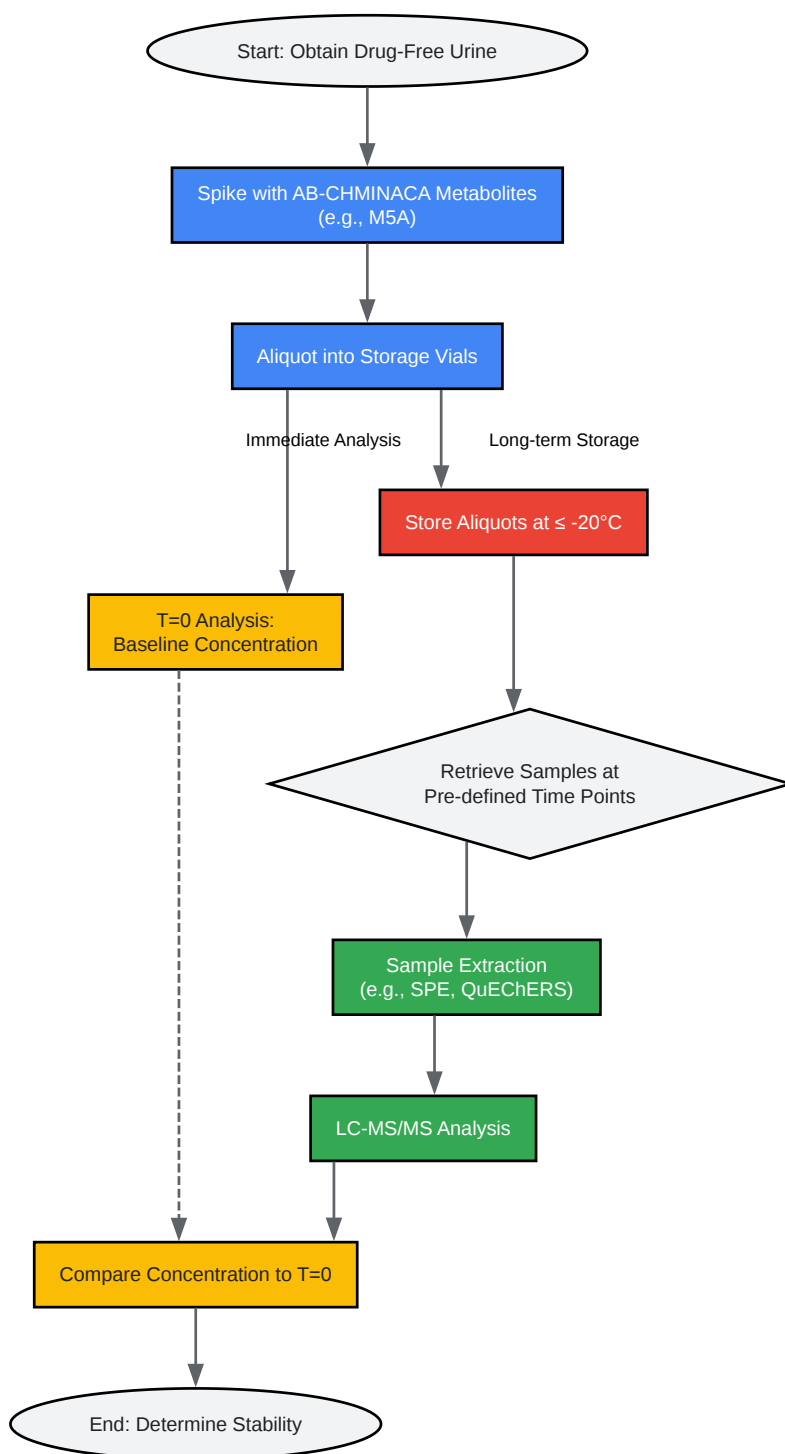 Start: Obtain Drug-Free Urine
Spike with AB-CHMINACA Metabolites
(e.g., M5A)
Aliquot into Storage Vials
Immediate Analysis
Long-term Storage
Store Aliquots at ≤ -20°C
T=0 Analysis:
Baseline Concentration
Retrieve Samples at
Pre-defined Time Points
Sample Extraction
(e.g., SPE, QuEChERS)
LC-MS/MS Analysis
Compare Concentration to T=0
End: Determine Stability